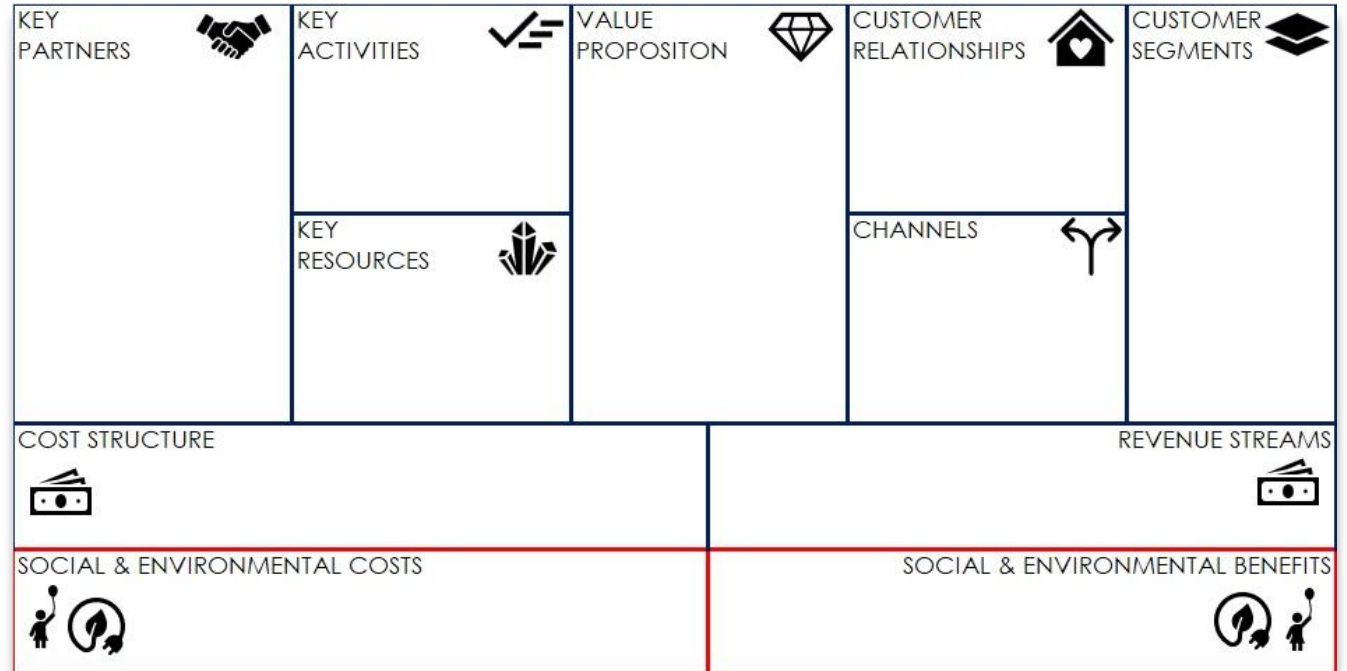 KEY
PARTNERS
KEY
ACTIVITIES
KEY
RESOURCES
VALUE
PROPOSITON
CUSTOMER
RELATIONSHIPS
CHANNELS
CUSTOMER
SEGMENTS
COST STRUCTURE
REVENUE STREAMS
SOCIAL & ENVIRONMENTAL COSTS
SOCIAL & ENVIRONMENTAL BENEFITS